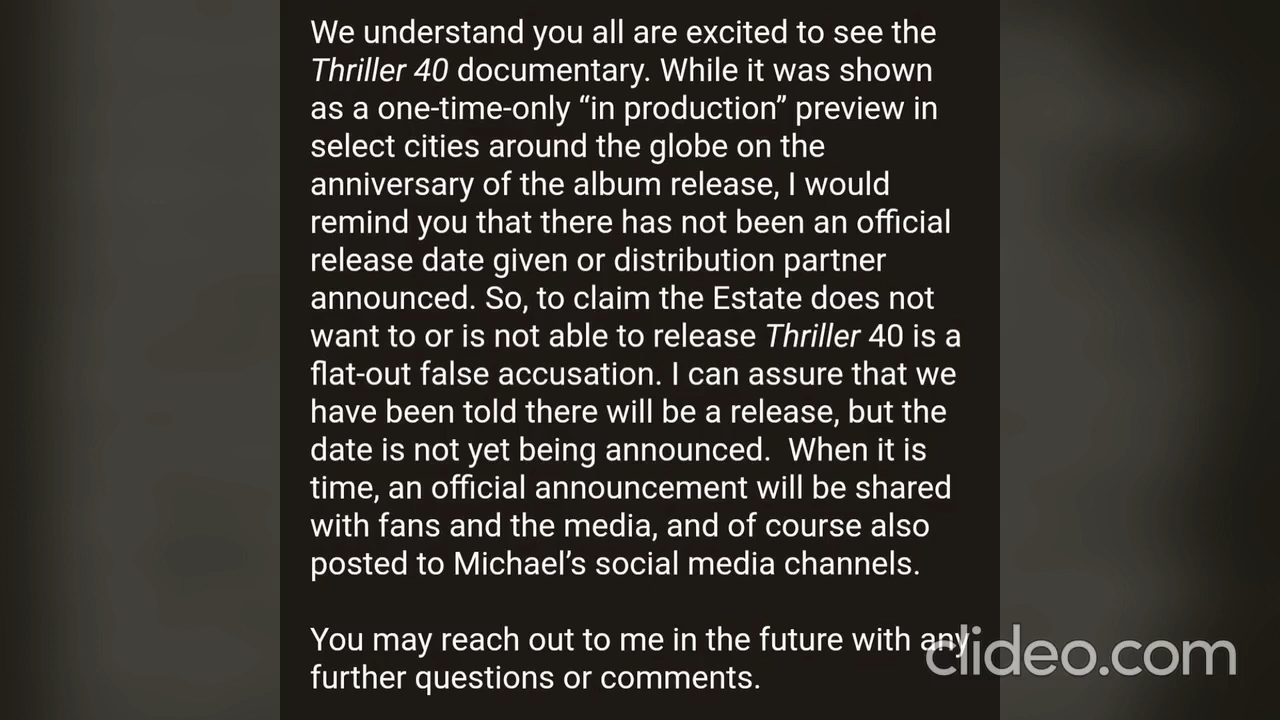 We understand you all are excited to see the
Thriller 40 documentary. While it was shown
as a one-time-only “in production” preview in
select cities around the globe on the
anniversary of the album release, I would
remind you that there has not been an official
release date given or distribution partner
announced. So, to claim the Estate does not
want to or is not able to release Thriller 40 is a
flat-out false accusation. I can assure that we
have been told there will be a release, but the
date is not yet being announced.  When it is
time, an official announcement will be shared
with fans and the media, and of course also
posted to Michael’s social media channels.
You may reach out to me in the future with any
further questions or comments.
clideo.com